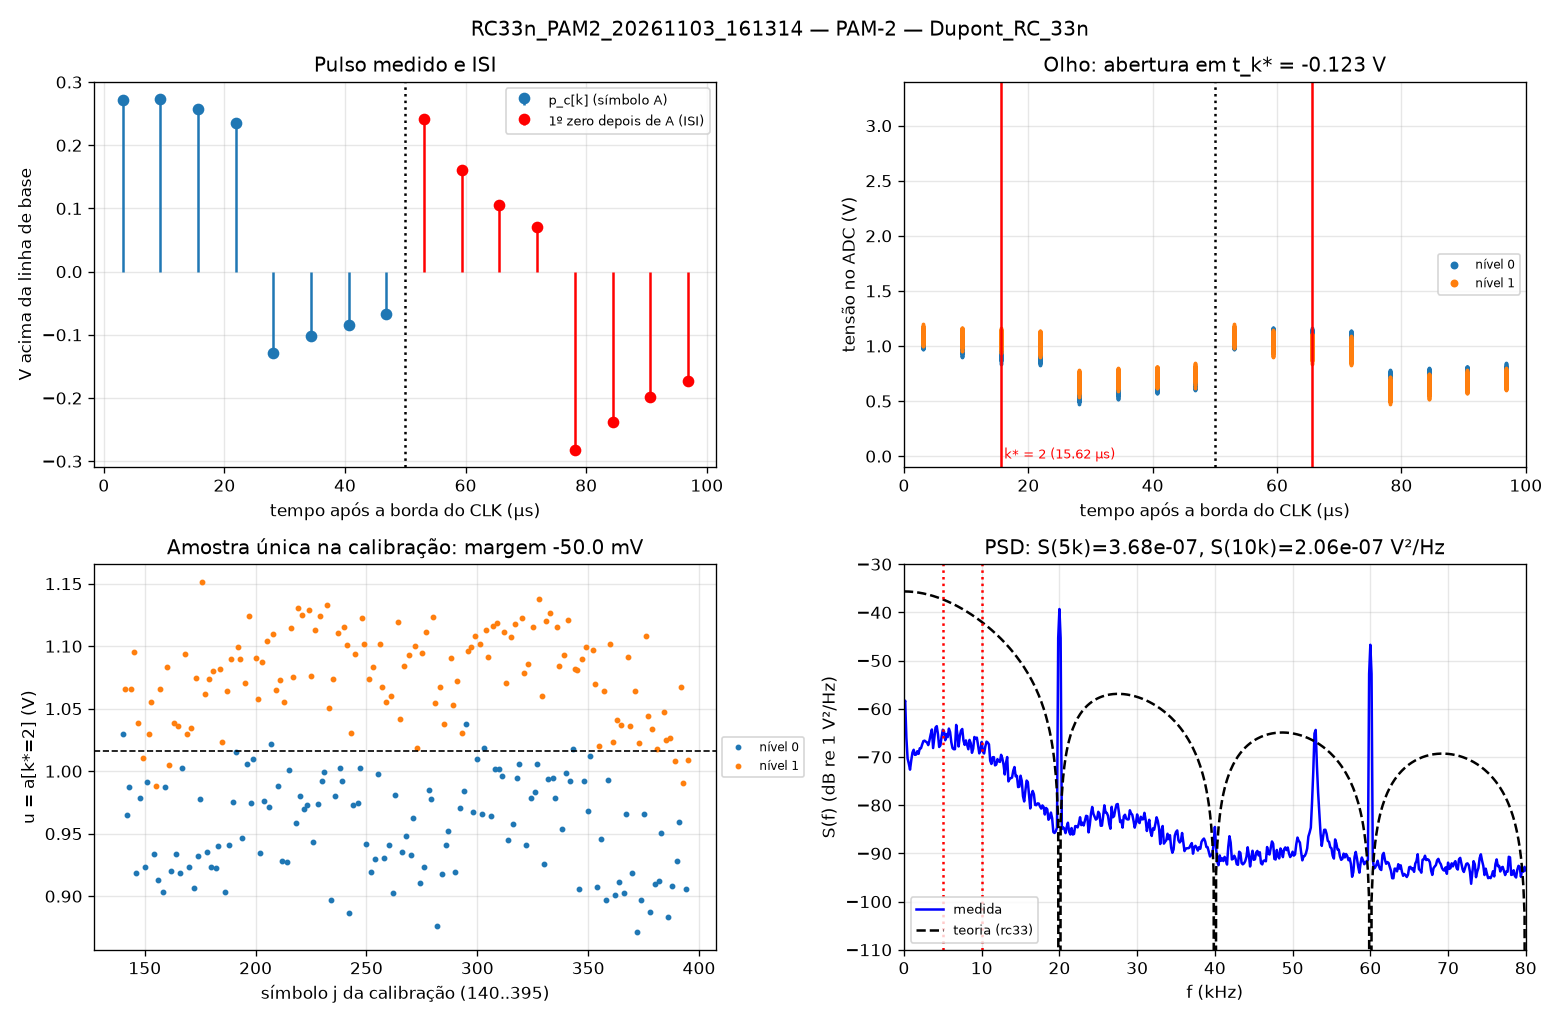 RC33n_PAM2_20261103_161314 — PAM-2 — Dupont_RC_33n
Pulso medido e ISI
V acima da linha de base
0.3
0.2
0.1
0.0
−0.1
−0.2
−0.3
p_c[k] (símbolo A)
1º zero depois de A (ISI)
0
20
40
60
80
100
tempo após a borda do CLK (µs)
Olho: abertura em t_k* = -0.123 V
tensão no ADC (V)
3.0
2.5
2.0
1.5
1.0
0.5
0.0
nível 0
nível 1
k* = 2 (15.62 µs)
0
20
40
60
80
100
tempo após a borda do CLK (µs)
Amostra única na calibração: margem -50.0 mV
u = a[k*=2] (V)
1.15
1.10
1.05
1.00
0.95
0.90
nível 0
nível 1
150
200
250
300
350
400
símbolo j da calibração (140..395)
PSD: S(5k)=3.68e-07, S(10k)=2.06e-07 V²/Hz
S(f) (dB re 1 V²/Hz)
−30
−40
−50
−60
−70
−80
−90
−100
−110
medida
teoria (rc33)
0
10
20
30
40
50
60
70
80
f (kHz)